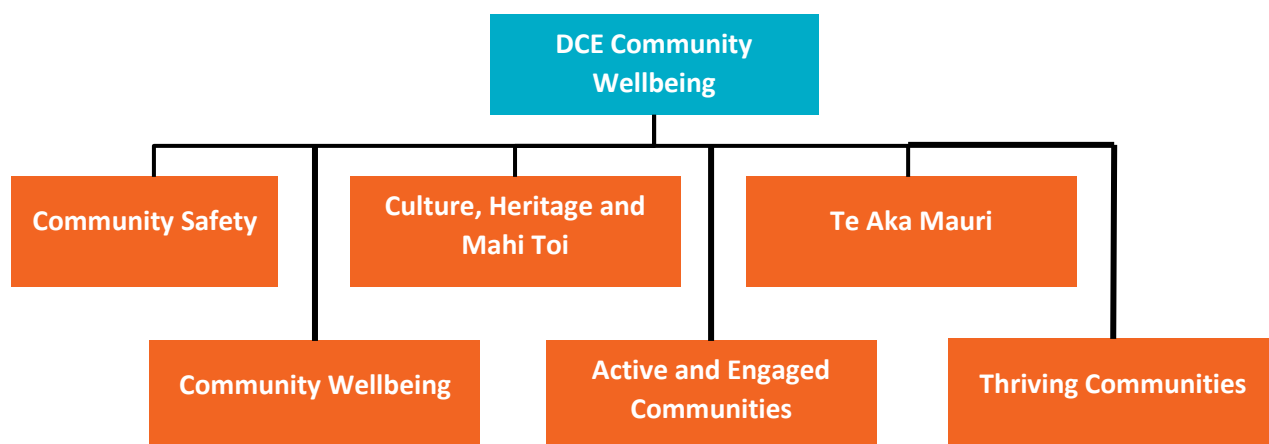 DCE Community
Wellbeing
Community Safety
Culture, Heritage and
Mahi Toi
Te Aka Mauri
Community Wellbeing
Active and Engaged
Communities
Thriving Communities